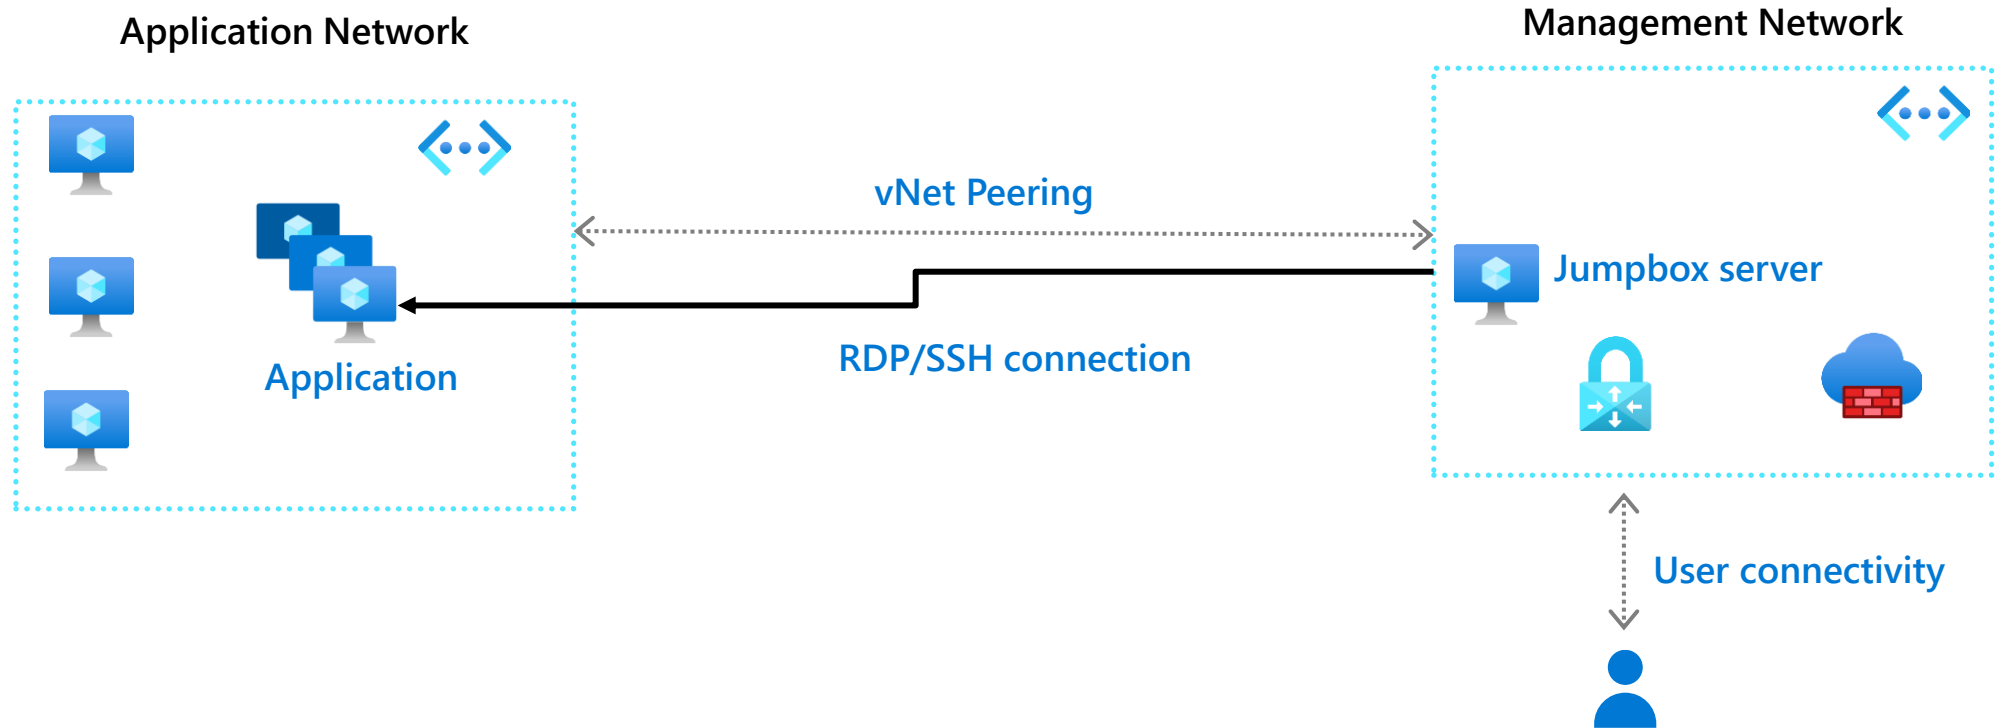 Application Network
Management Network
vNet Peering
Jumpbox server
RDP/SSH connection
Application
User connectivity